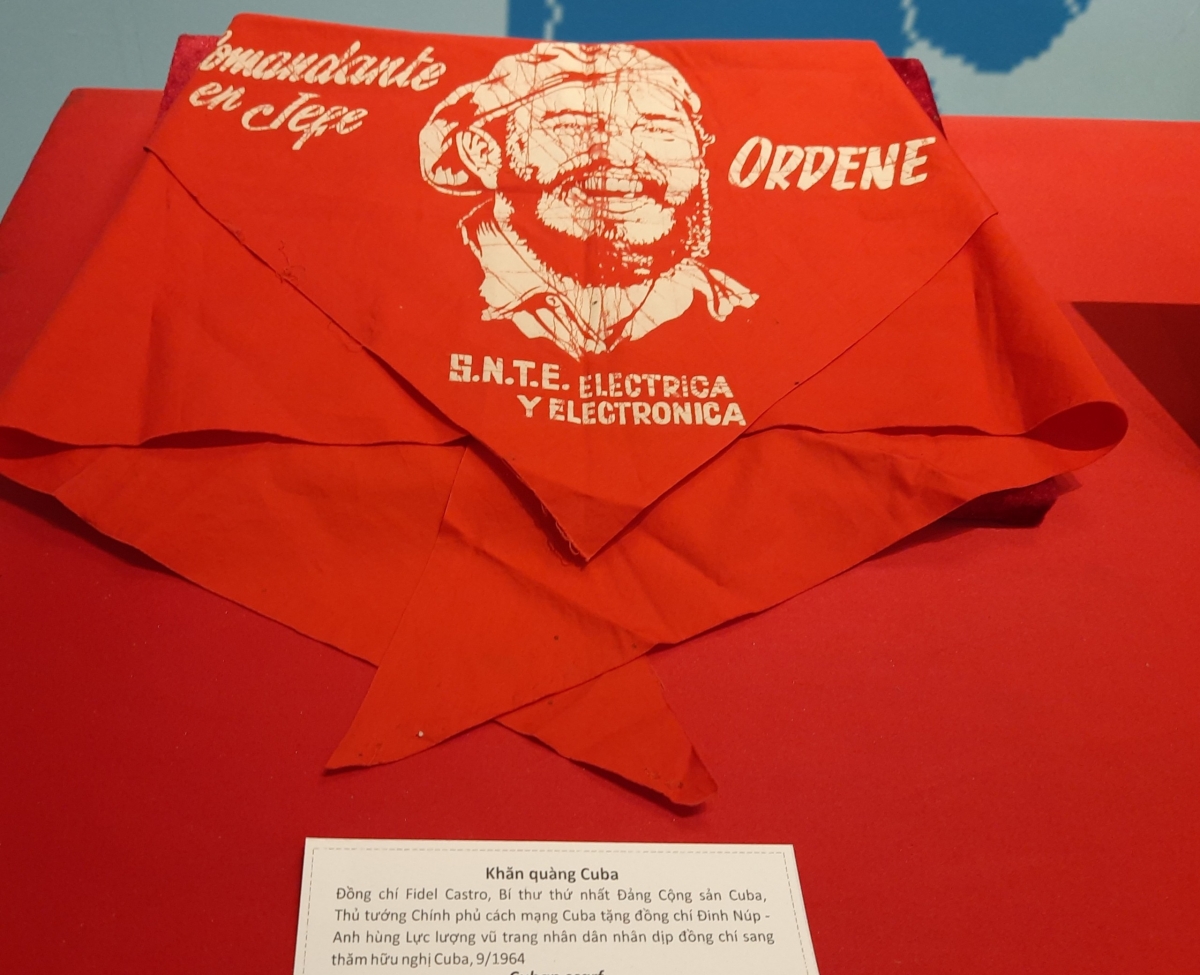 Comandante
en Jefe
ORDENE
S.N.T.E. ELECTRICA
Y ELECTRONICA
Khăn quàng Cuba
Đồng chí Fidel Castro, Bí thư thứ nhất Đảng Cộng sản Cuba,
Thủ tướng Chính phủ cách mạng Cuba tặng đồng chí Đinh Núp -
Anh hùng Lực lượng vũ trang nhân dân nhân dịp đồng chí sang
thăm hữu nghị Cuba, 9/1964